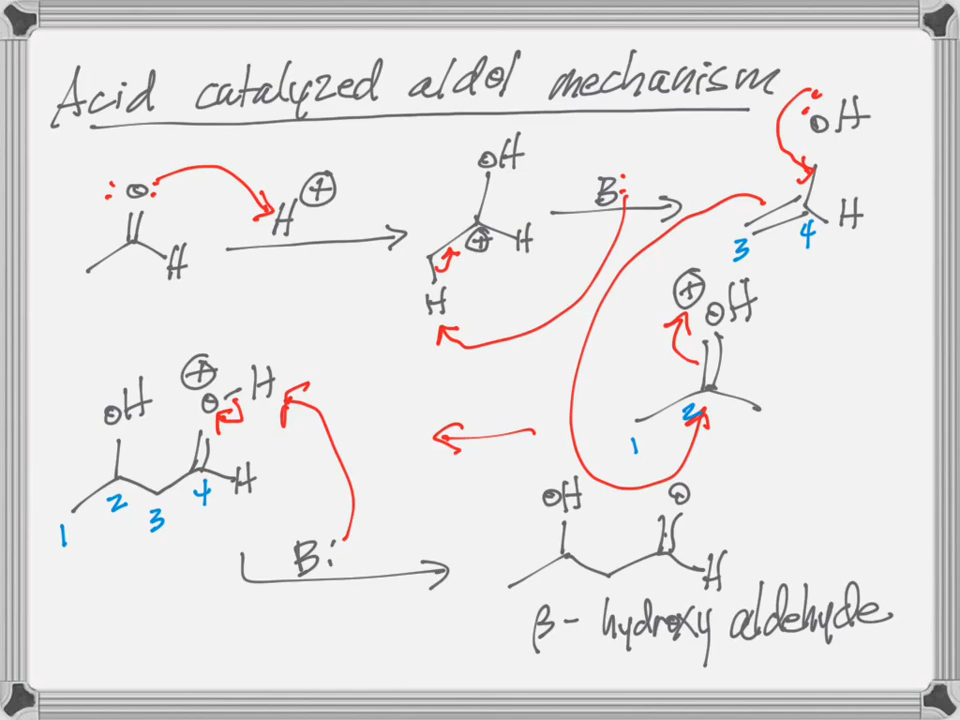 Acid catalyzed aldol mechanism
:O: H ⊕ OH B: :OH
H ⊕ H H
H 3 4
⊕
OH
1 2
⊕
OH O-H
H
1 2 3 4
B:
OH O
H
β- hydroxy aldehyde